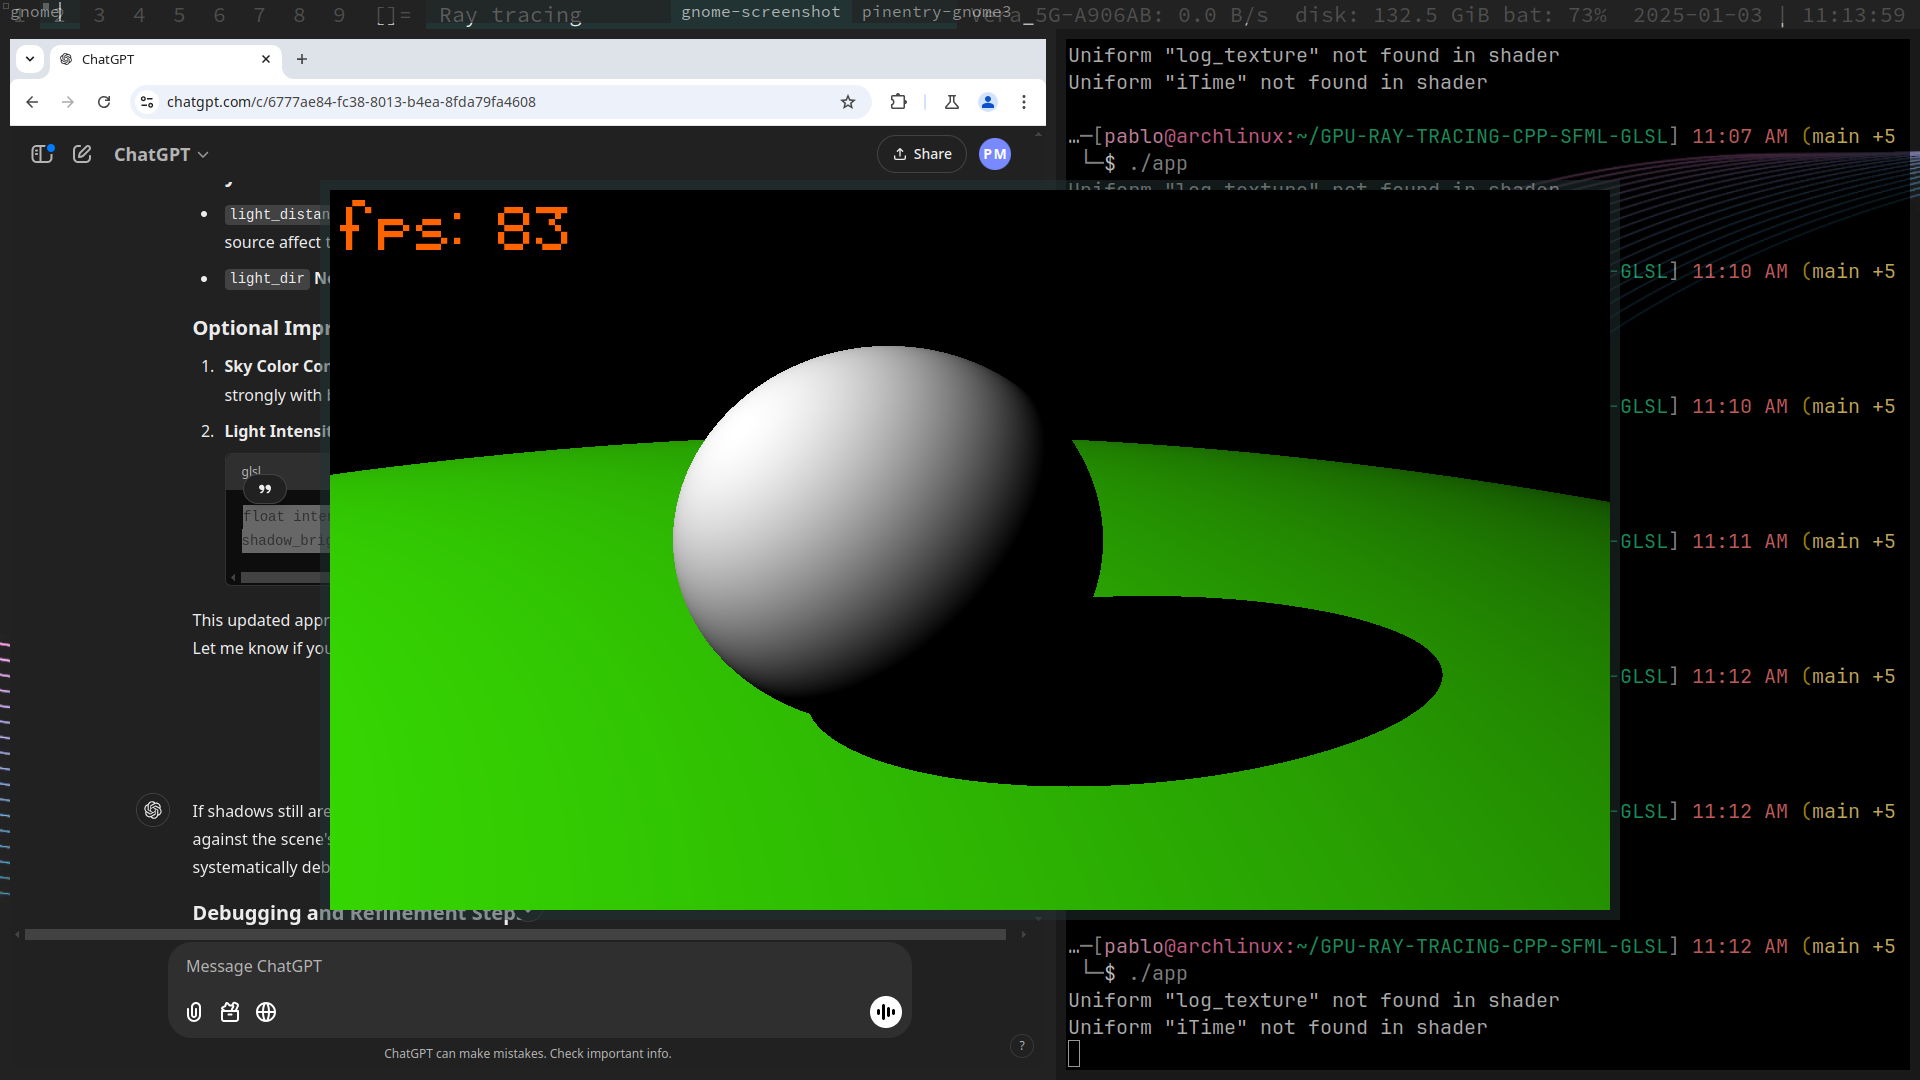 gnome 2 3 4 5 6 7 8 9 []= Ray tracing gnome-screenshot pinentry-gnome3 _5G-A906AB: 0.0 B/s disk: 132.5 GiB bat: 73% 2025-01-03 | 11:13:59
ChatGPT
chatgpt.com/c/6777ae84-fc38-8013-b4ea-8fda79fa4608
ChatGPT
Share
PM
light_distan
source affect t
light_dir No
Optional Impr
1. Sky Color Cor
strongly with b
2. Light Intensit
glsl
float inter
shadow_brig
This updated appr
Let me know if you
If shadows still are
against the scene's
systematically deb
Debugging and Refinement Step
Message ChatGPT
ChatGPT can make mistakes. Check important info.
?
fps: 83
Uniform "log_texture" not found in shader
Uniform "iTime" not found in shader
…─[pablo@archlinux:~/GPU-RAY-TRACING-CPP-SFML-GLSL] 11:07 AM (main +5
└─$ ./app
Uniform "log_texture" not found in shader
-GLSL] 11:10 AM (main +5
-GLSL] 11:10 AM (main +5
-GLSL] 11:11 AM (main +5
-GLSL] 11:12 AM (main +5
-GLSL] 11:12 AM (main +5
…─[pablo@archlinux:~/GPU-RAY-TRACING-CPP-SFML-GLSL] 11:12 AM (main +5
└─$ ./app
Uniform "log_texture" not found in shader
Uniform "iTime" not found in shader